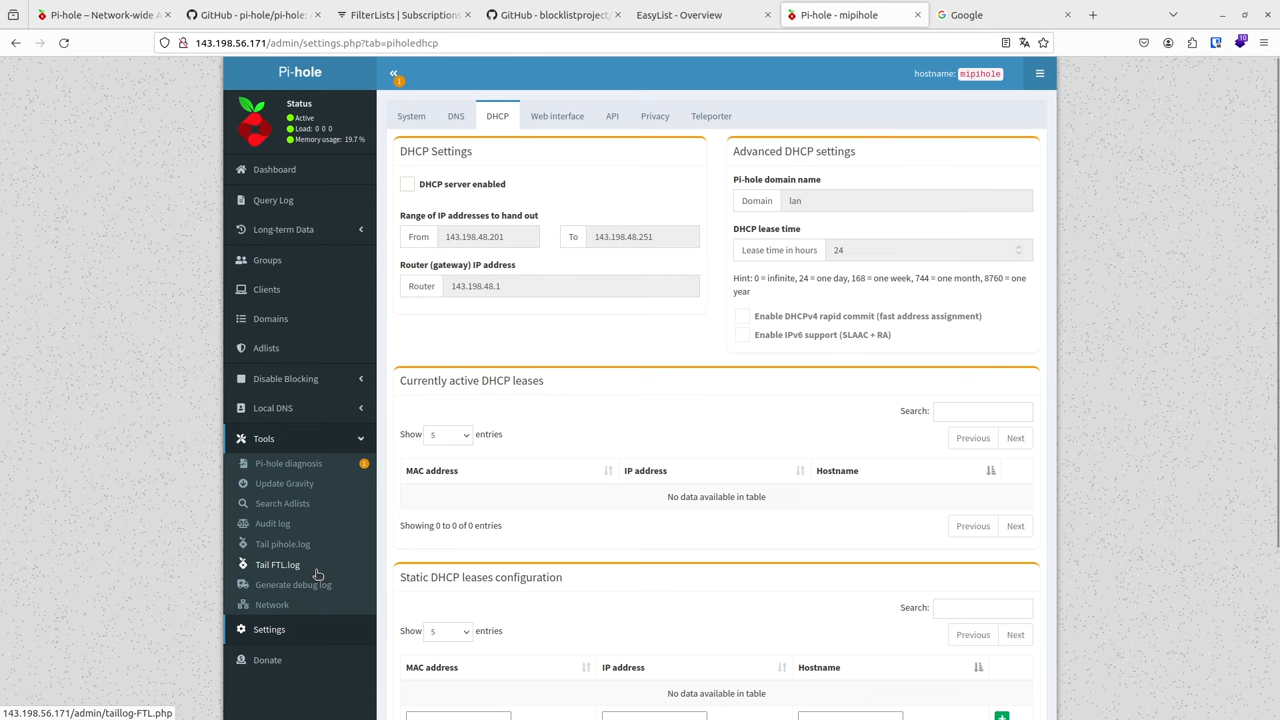 Pi-hole – Network-wide A
GitHub - pi-hole/pi-hole: A
FilterLists | Subscriptions
GitHub - blocklistproject/
EasyList - Overview
Pi-hole - mipihole
Google
143.198.56.171/admin/settings.php?tab=piholedhcp
10
Pi-hole
1
hostname: mipihole
Status
Active
Load: 0 0 0
Memory usage: 19.7 %
Dashboard
Query Log
Long-term Data
Groups
Clients
Domains
Adlists
Disable Blocking
Local DNS
Tools
Pi-hole diagnosis 1
Update Gravity
Search Adlists
Audit log
Tail pihole.log
Tail FTL.log
Generate debug log
Network
Settings
Donate
System DNS DHCP Web interface API Privacy Teleporter
DHCP Settings
DHCP server enabled
Range of IP addresses to hand out
From 143.198.48.201 To 143.198.48.251
Router (gateway) IP address
Router 143.198.48.1
Advanced DHCP settings
Pi-hole domain name
Domain lan
DHCP lease time
Lease time in hours 24
Hint: 0 = infinite, 24 = one day, 168 = one week, 744 = one month, 8760 = one
year
Enable DHCPv4 rapid commit (fast address assignment)
Enable IPv6 support (SLAAC + RA)
Currently active DHCP leases
Search:
Show 5 entries
Previous Next
MAC address IP address Hostname
No data available in table
Showing 0 to 0 of 0 entries
Previous Next
Static DHCP leases configuration
Search:
Show 5 entries
Previous Next
MAC address IP address Hostname
No data available in table
143.198.56.171/admin/taillog-FTL.php